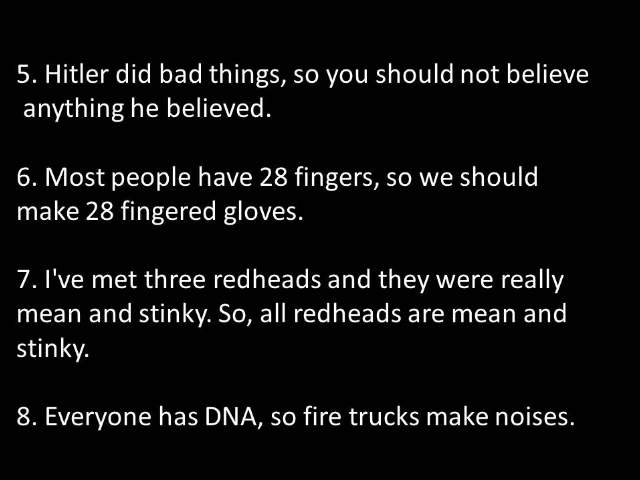 5. Hitler did bad things, so you should not believe
anything he believed.
6. Most people have 28 fingers, so we should
make 28 fingered gloves.
7. I've met three redheads and they were really
mean and stinky. So, all redheads are mean and
stinky.
8. Everyone has DNA, so fire trucks make noises.